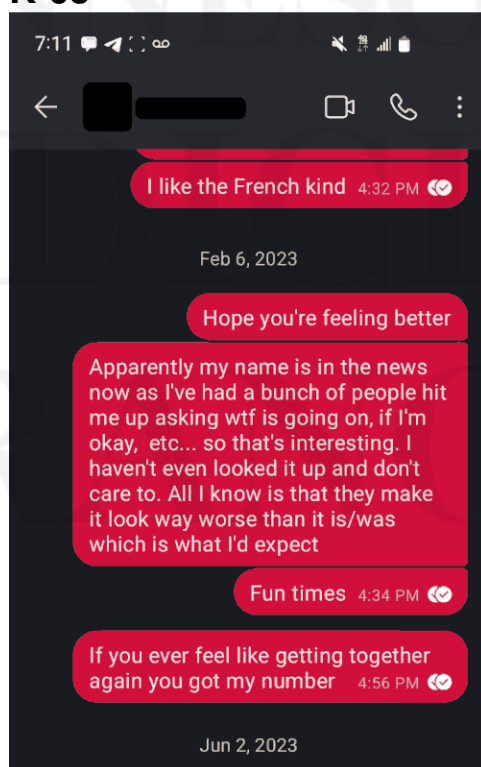 7:11
I like the French kind 4:32 PM
Feb 6, 2023
Hope you're feeling better
Apparently my name is in the news
now as I've had a bunch of people hit
me up asking wtf is going on, if I'm
okay, etc... so that's interesting. I
haven't even looked it up and don't
care to. All I know is that they make
it look way worse than it is/was
which is what I'd expect
Fun times 4:34 PM
If you ever feel like getting together
again you got my number 4:56 PM
Jun 2, 2023